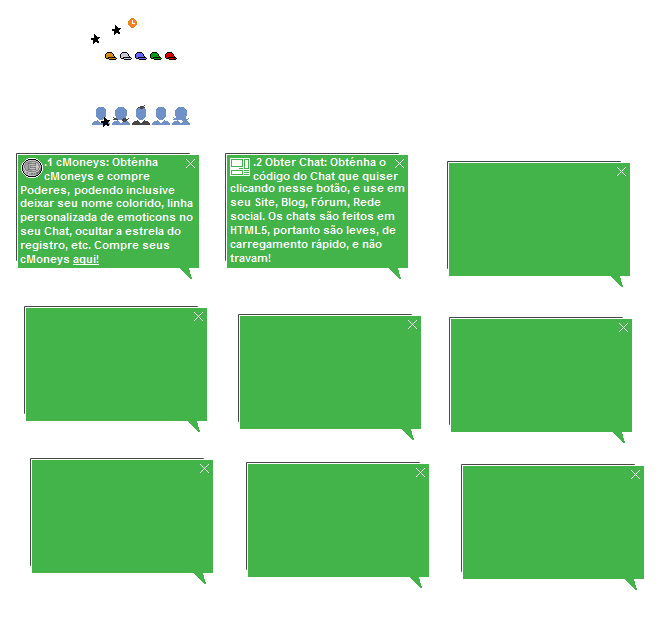 .1 cMoneys: Obténha
cMoneys e compre
Poderes, podendo inclusive
deixar seu nome colorido, linha
personalizada de emoticons no
seu Chat, ocultar a estrela do
registro, etc. Compre seus
cMoneys aqui!
.2 Obter Chat: Obténha o
código do Chat que quiser
clicando nesse botão, e use em
seu Site, Blog, Fórum, Rede
social. Os chats são feitos em
HTML5, portanto são leves, de
carregamento rápido, e não
travam!